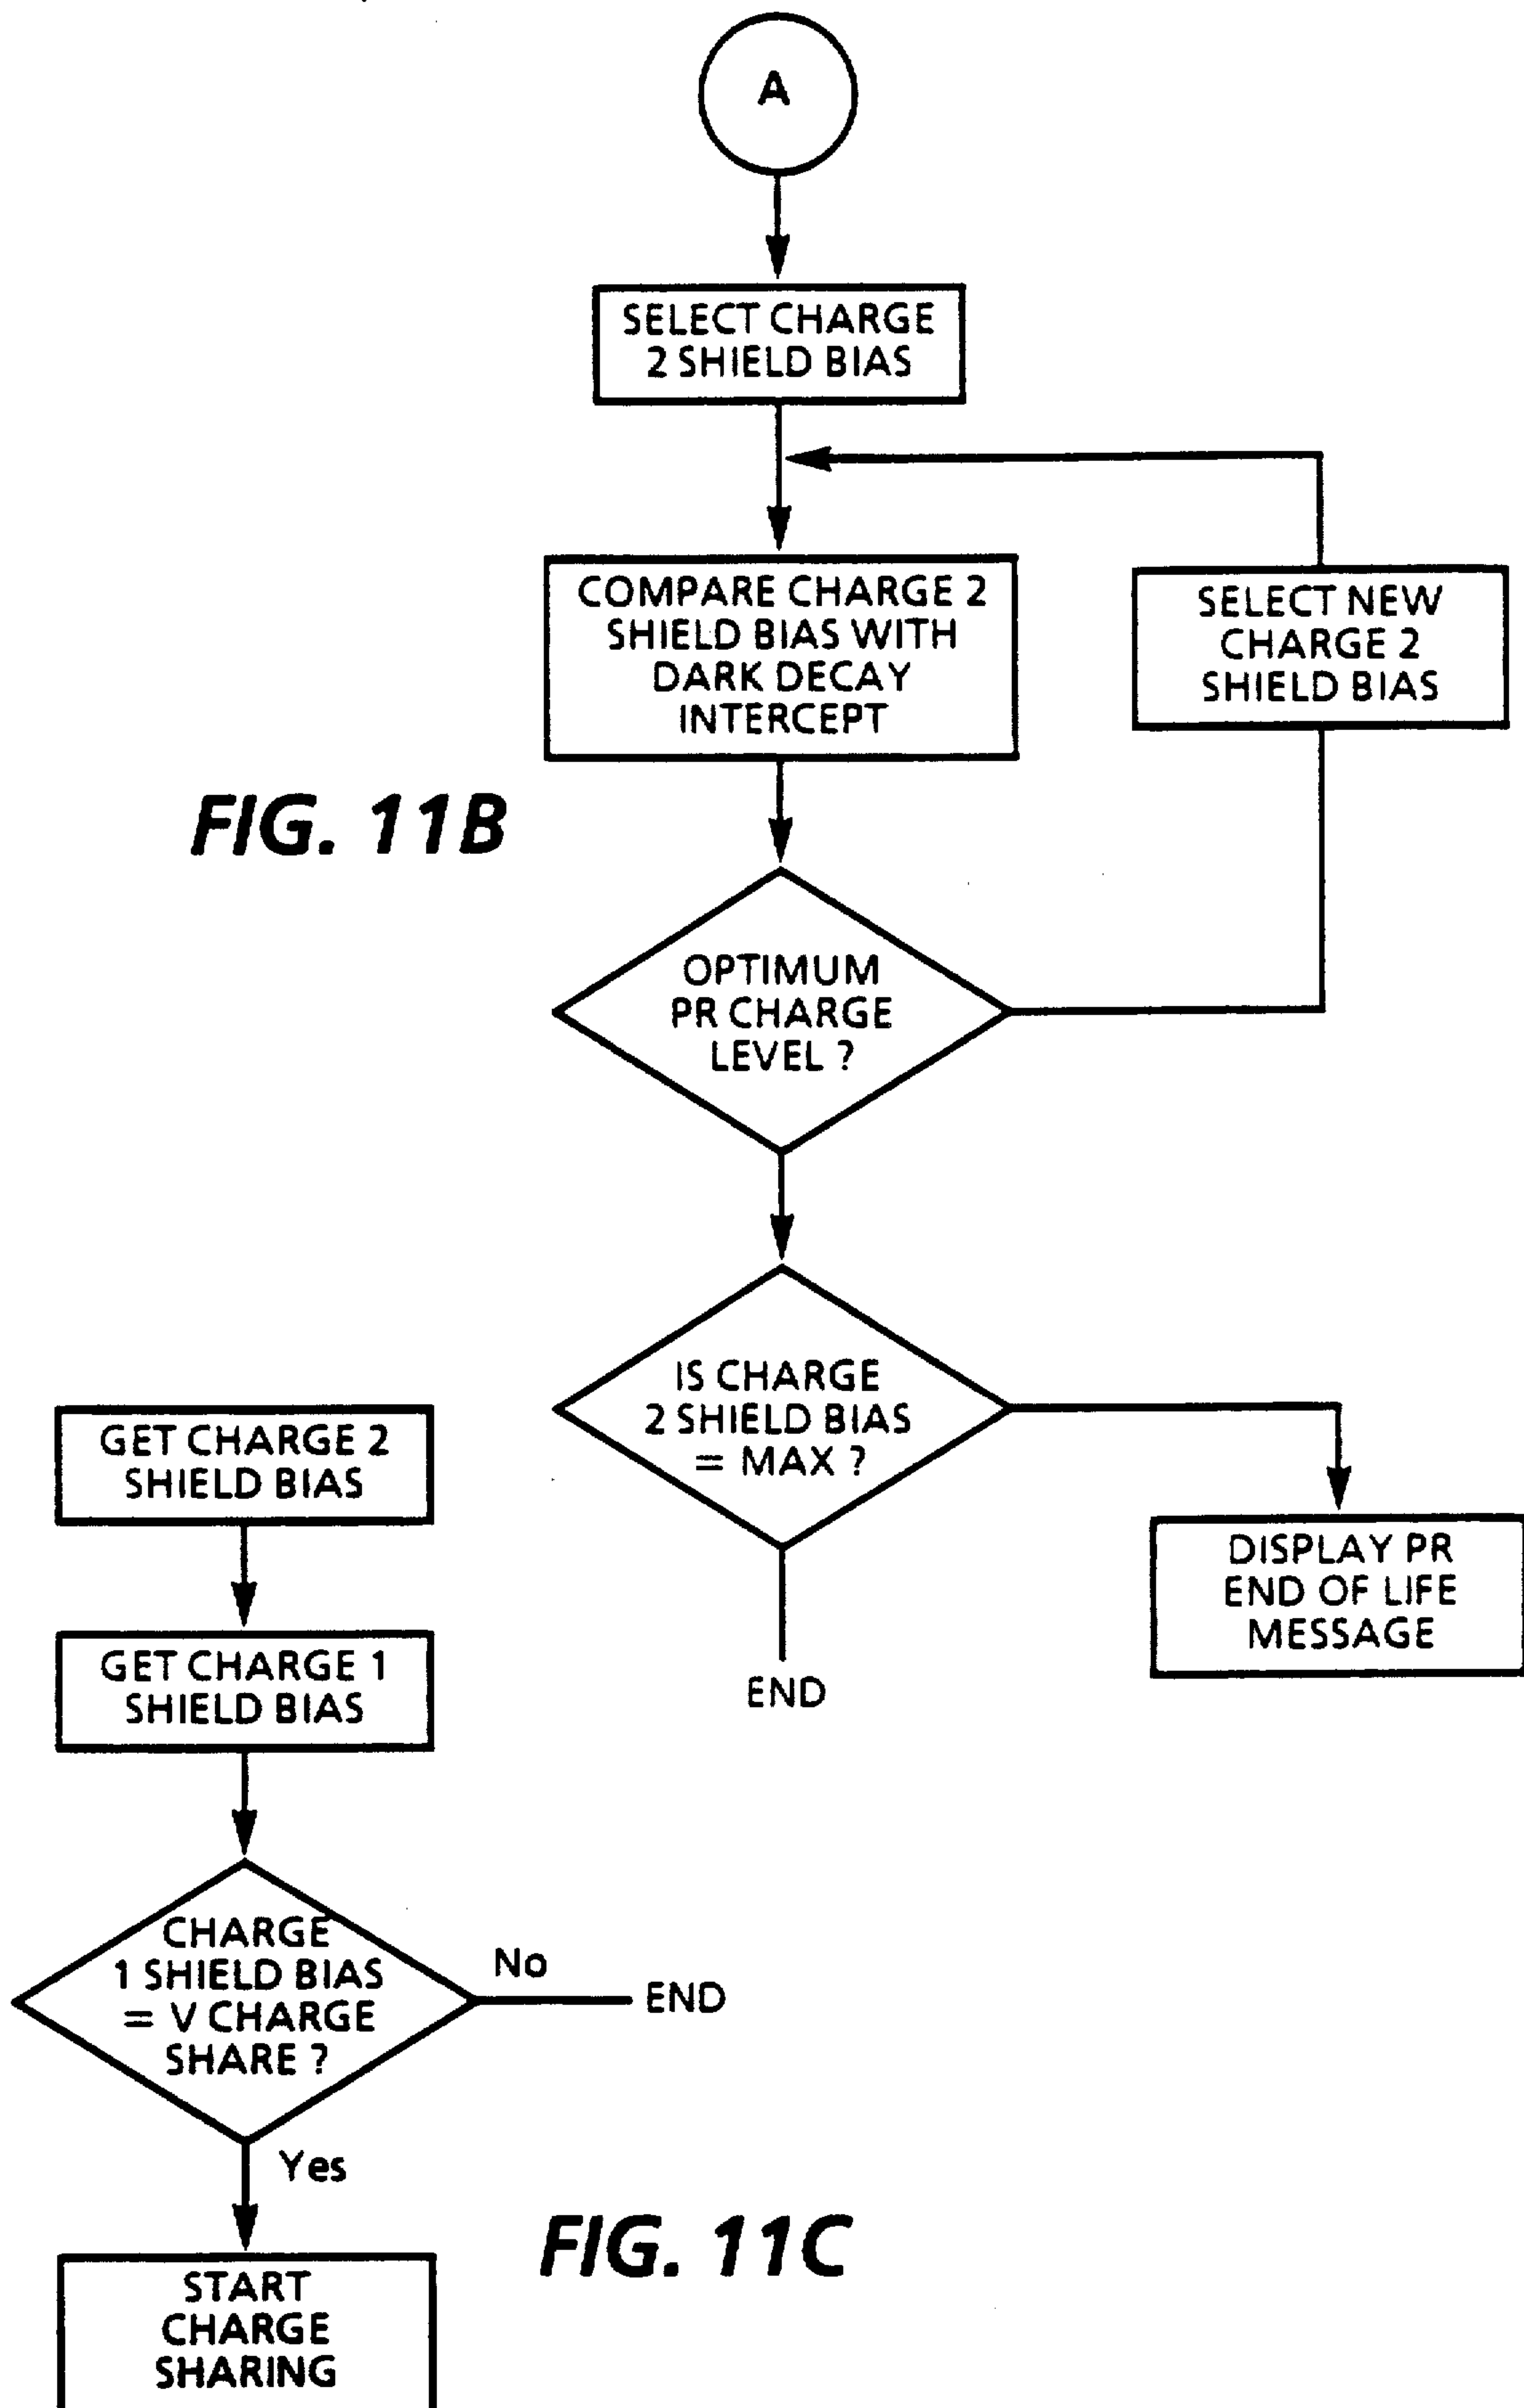 A
SELECT CHARGE
2 SHIELD BIAS
COMPARE CHARGE 2
SHIELD BIAS WITH
DARK DECAY
INTERCEPT
SELECT NEW
CHARGE 2
SHIELD BIAS
FIG. 11B
OPTIMUM
PR CHARGE
LEVEL ?
IS CHARGE
2 SHIELD BIAS
= MAX ?
DISPLAY PR
END OF LIFE
MESSAGE
END
GET CHARGE 2
SHIELD BIAS
GET CHARGE 1
SHIELD BIAS
CHARGE
1 SHIELD BIAS
= V CHARGE
SHARE ?
No
END
Yes
START
CHARGE
SHARING
FIG. 11C